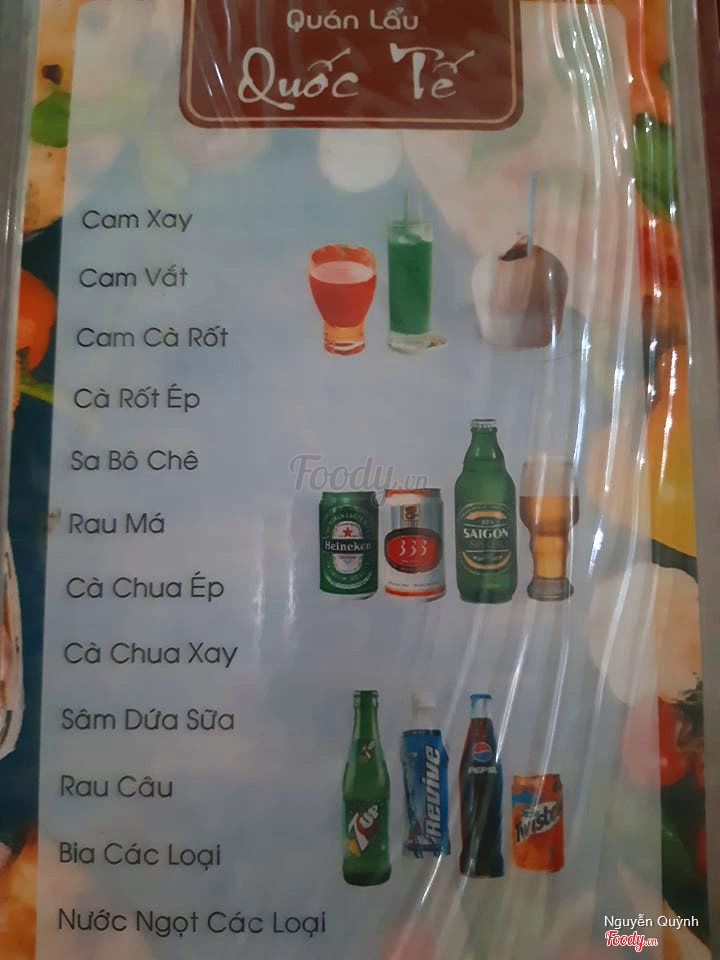 Quán Lẩu
Quốc Tế
Cam Xay
Cam Vắt
Cam Cà Rốt
Cà Rốt Ép
Sa Bô Chê
Foody.vn
Rau Má
Heineken
333
SAIGON
Cà Chua Ép
Cà Chua Xay
Sâm Dứa Sữa
Rau Câu
7UP
Revive
PEPSI
Twister
Bia Các Loại
Nước Ngọt Các Loại
Nguyễn Quỳnh
Foody.vn